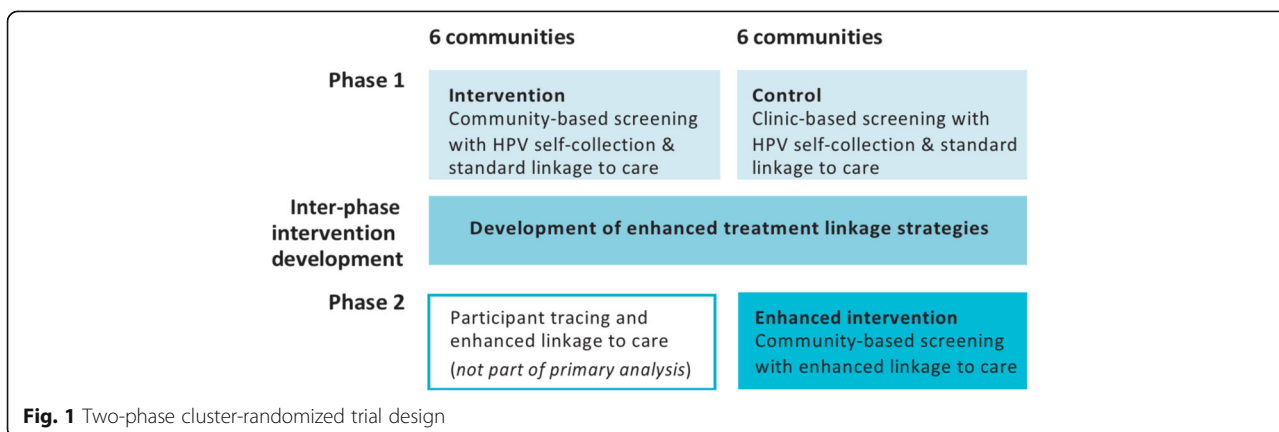 6 communities
6 communities
Phase 1
Intervention
Community-based screening
with HPV self-collection &
standard linkage to care
Control
Clinic-based screening with
HPV self-collection & standard
linkage to care
Inter-phase
intervention
development
Development of enhanced treatment linkage strategies
Phase 2
Participant tracing and
enhanced linkage to care
(not part of primary analysis)
Enhanced intervention
Community-based screening
with enhanced linkage to care
Fig. 1 Two-phase cluster-randomized trial design